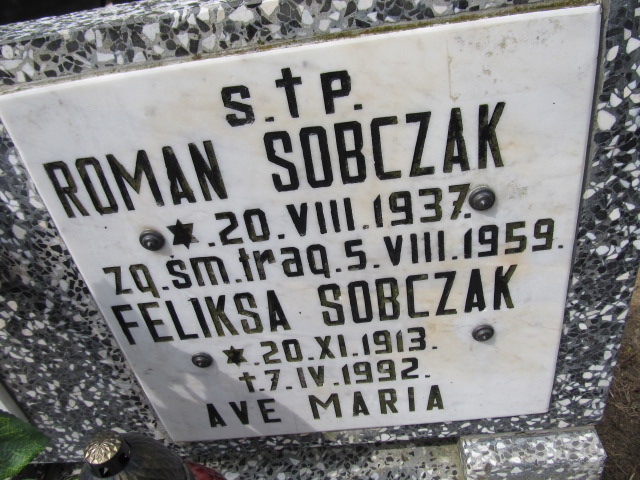 S.†P.
ROMAN SOBCZAK
★.20.VIII.1937.
zg.śm.trag.5.VIII.1959.
FELIKSA SOBCZAK
★.20.XI.1913.
†.7.IV.1992.
AVE MARIA